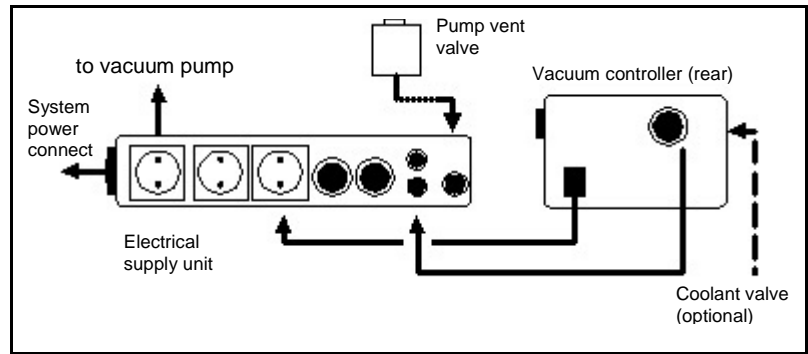 Pump vent
valve
to vacuum pump
Vacuum controller (rear)
System
power
connect
Electrical
supply unit
Coolant valve
(optional)